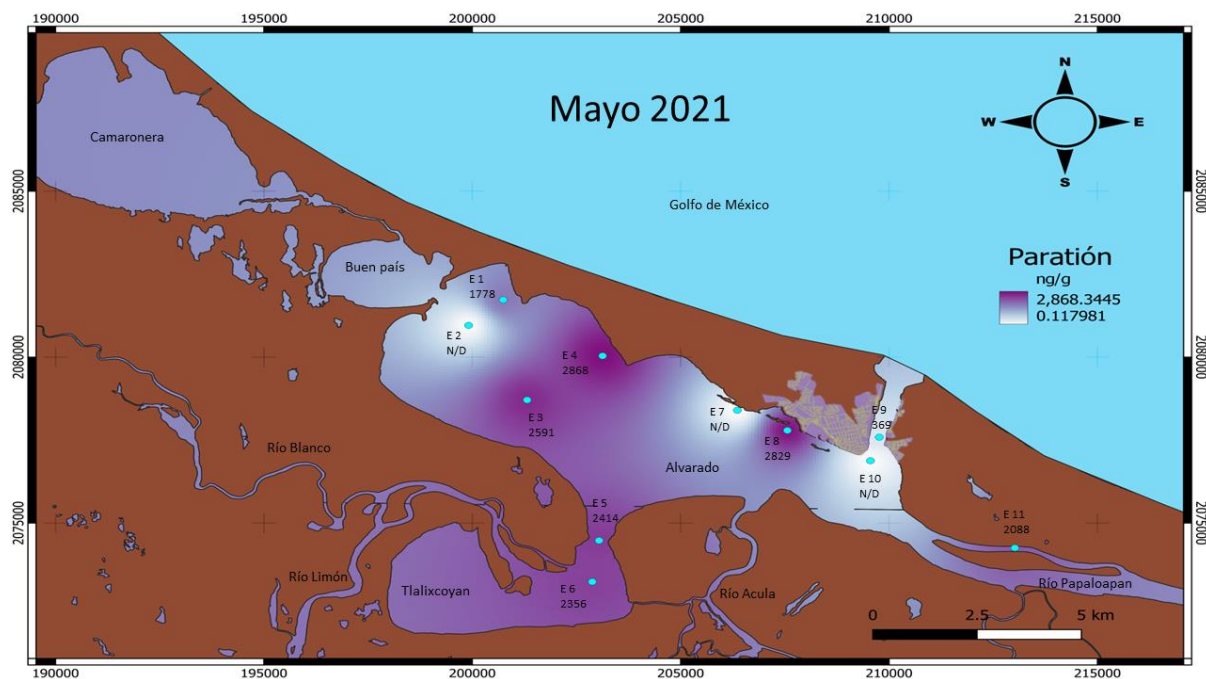 190000 195000 200000 205000 210000 215000
Mayo 2021
N
W E
S
Camaronera
2085000 2085000
Golfo de México
Buen país
E 1
1778
Paratión
ng/g
2,868.3445
0.117981
E 2
N/D
2080000 2080000
E 4
2868
E 3
2591
E 7
N/D
E 8
2829
E 9
369
Río Blanco
Alvarado
E 10
N/D
E 5
2414
2075000 2075000
E 11
2088
Río Limón
Tlalixcoyan
E 6
2356
Río Acula
Río Papaloapan
0 2.5 5 km
190000 195000 200000 205000 210000 215000